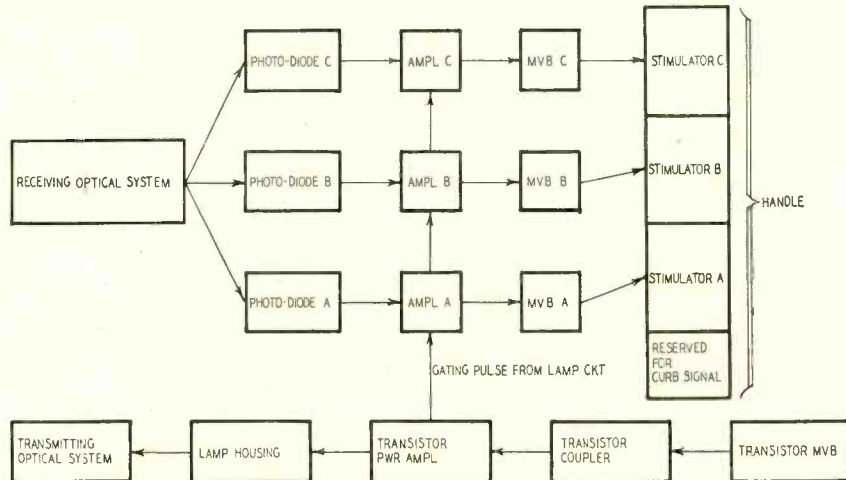 PHOTO-DIODE C
AMPL C
MVB C
STIMULATOR C
RECEIVING OPTICAL SYSTEM
PHOTO-DIODE B
AMPL B
MVB B
STIMULATOR B
HANDLE
PHOTO-DIODE A
AMPL A
MVB A
STIMULATOR A
RESERVED
FOR
CURB SIGNAL
GATING PULSE FROM LAMP CKT
TRANSMITTING
OPTICAL SYSTEM
LAMP HOUSING
TRANSISTOR
PWR AMPL
TRANSISTOR
COUPLER
TRANSISTOR MVB